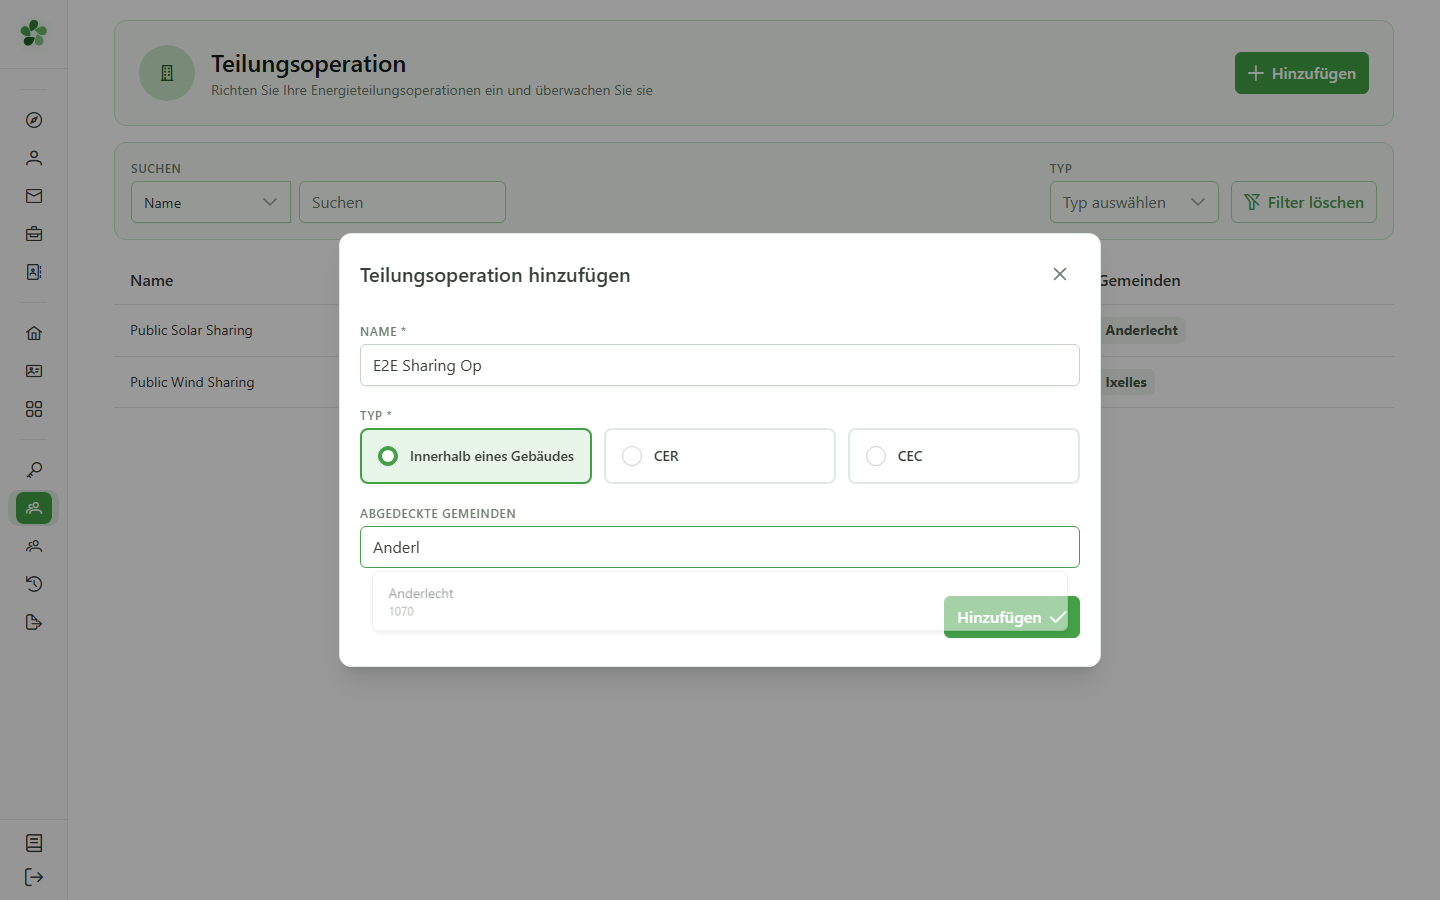 Teilungsoperation
Richten Sie Ihre Energieteilungsoperationen ein und überwachen Sie sie
Hinzufügen
SUCHEN
TYP
Name
Suchen
Typ auswählen
Filter löschen
Name
Gemeinden
Public Solar Sharing
Anderlecht
Public Wind Sharing
Ixelles
Teilungsoperation hinzufügen
NAME *
E2E Sharing Op
TYP *
Innerhalb eines Gebäudes
CER
CEC
ABGEDECKTE GEMEINDEN
Anderl
Anderlecht
1070
Hinzufügen